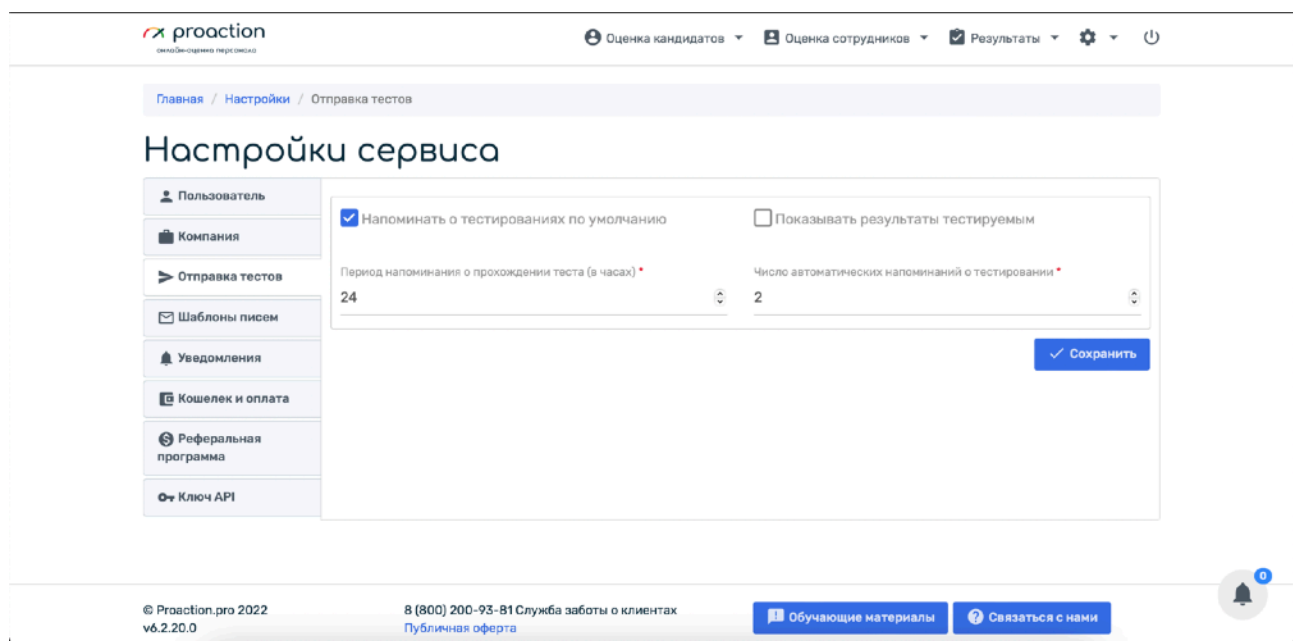 proaction
онлайн-оценка персонала
Оценка кандидатов
Оценка сотрудников
Результаты
Главная / Настройки / Отправка тестов
Настройки сервиса
Пользователь
Компания
Отправка тестов
Шаблоны писем
Уведомления
Кошелек и оплата
Реферальная
программа
Ключ API
Напоминать о тестированиях по умолчанию
Показывать результаты тестируемым
Период напоминания о прохождении теста (в часах) *
24
Число автоматических напоминаний о тестировании *
2
Сохранить
0
© Proaction.pro 2022
v6.2.20.0
8 (800) 200-93-81 Служба заботы о клиентах
Публичная оферта
Обучающие материалы
Связаться с нами